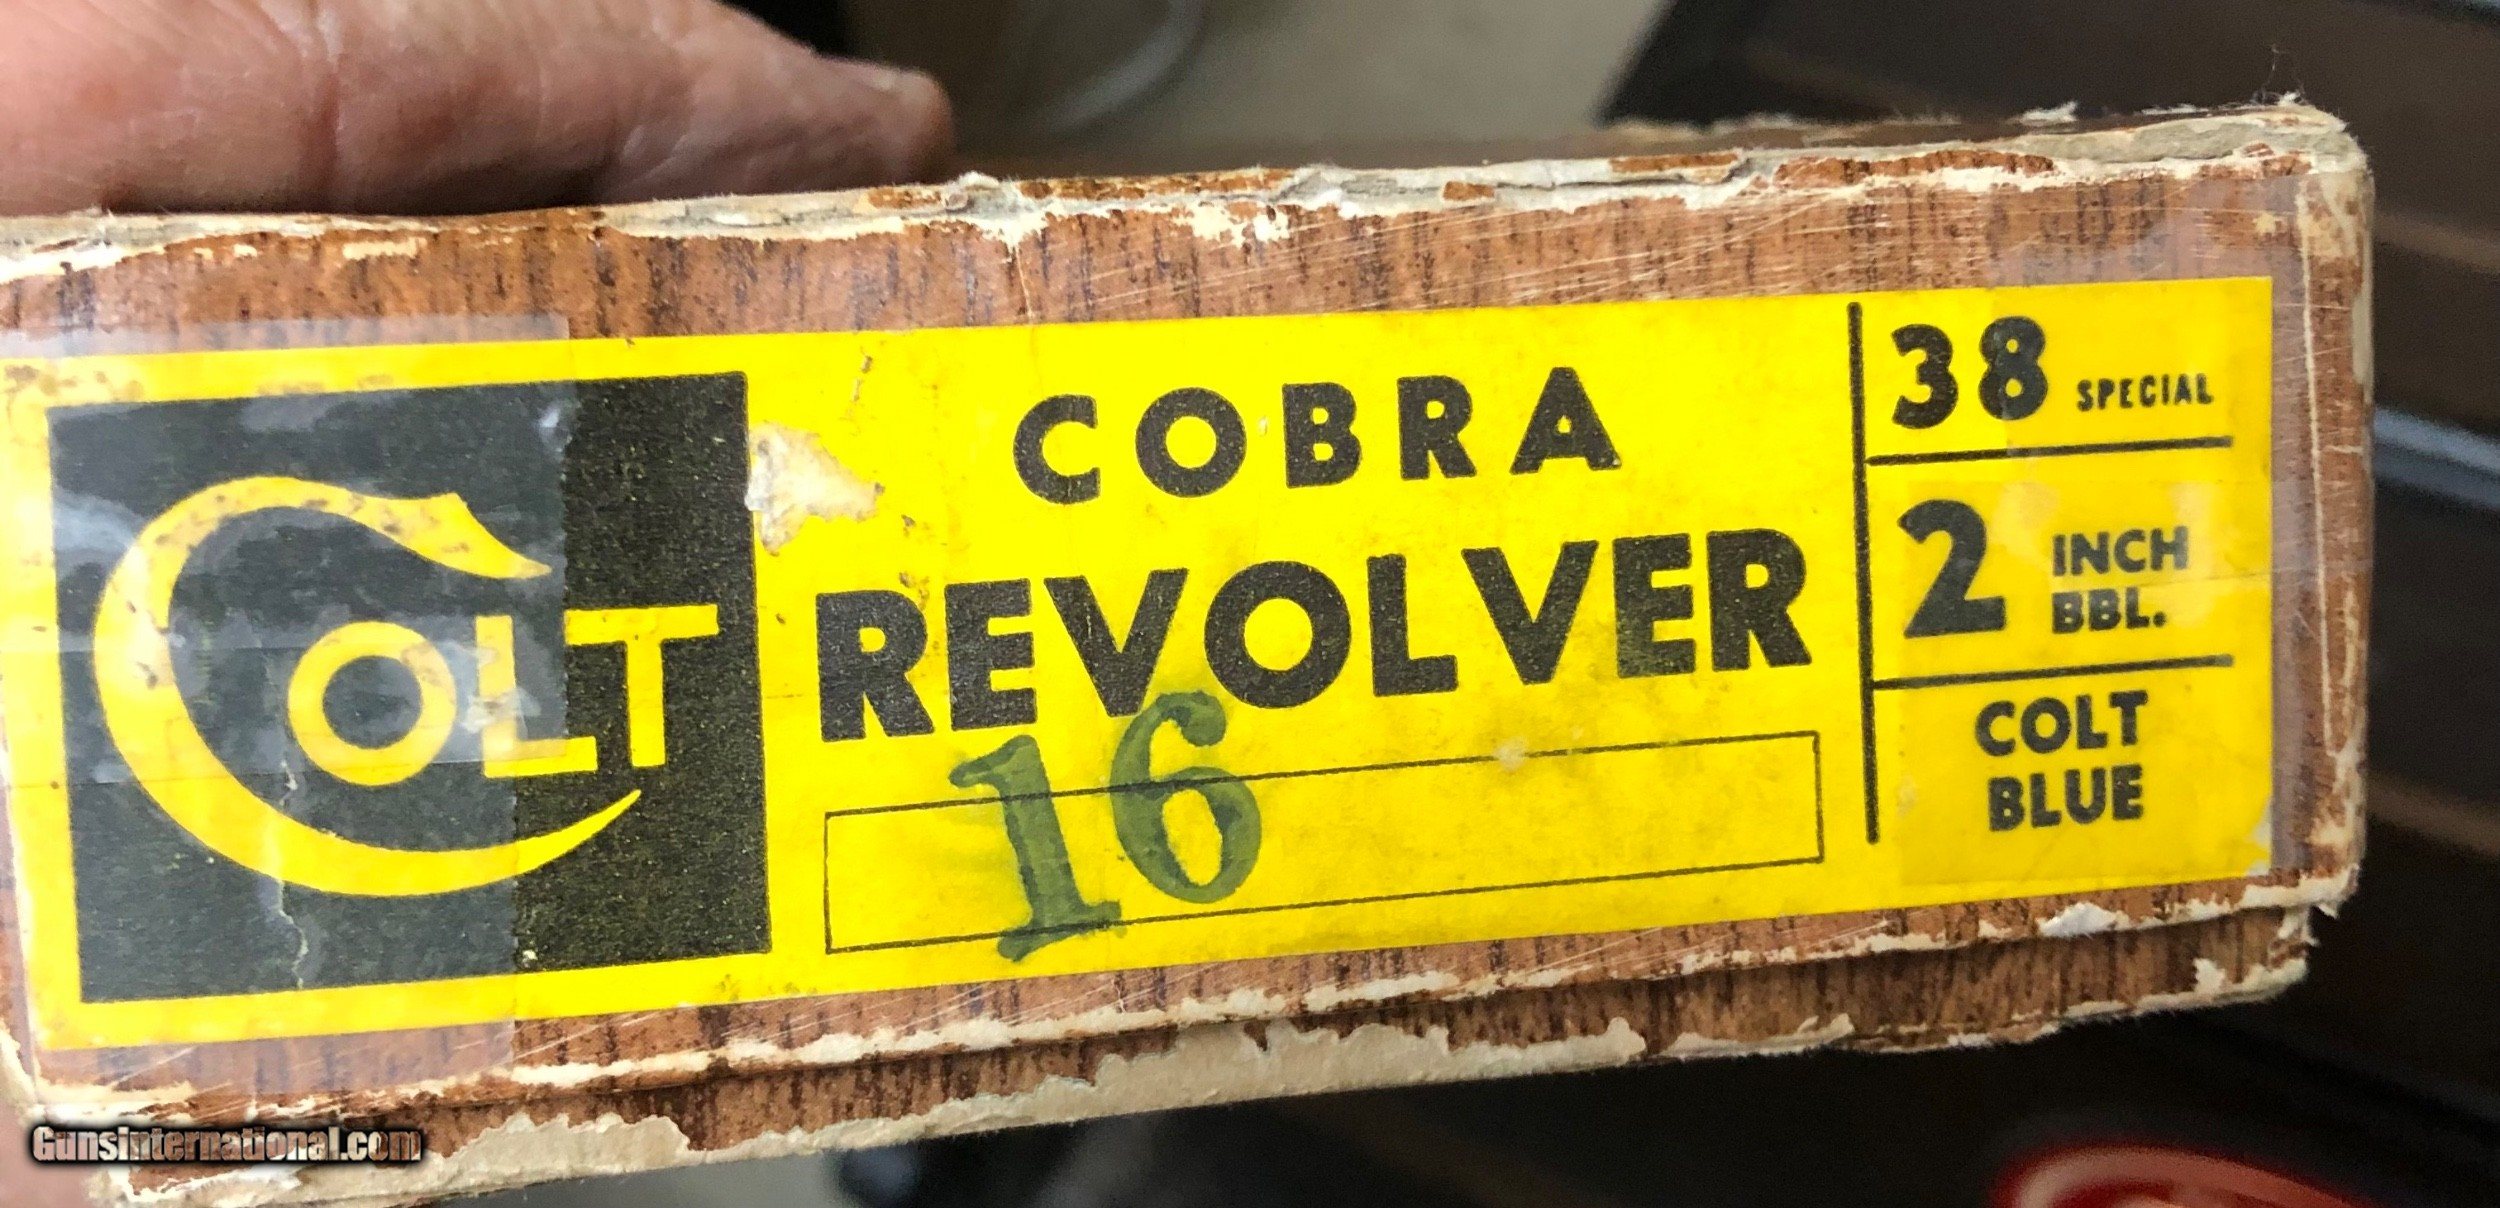 COLT
COBRA
REVOLVER
16
38 SPECIAL
2 INCH
BBL.
COLT
BLUE
Gunsinternational.com